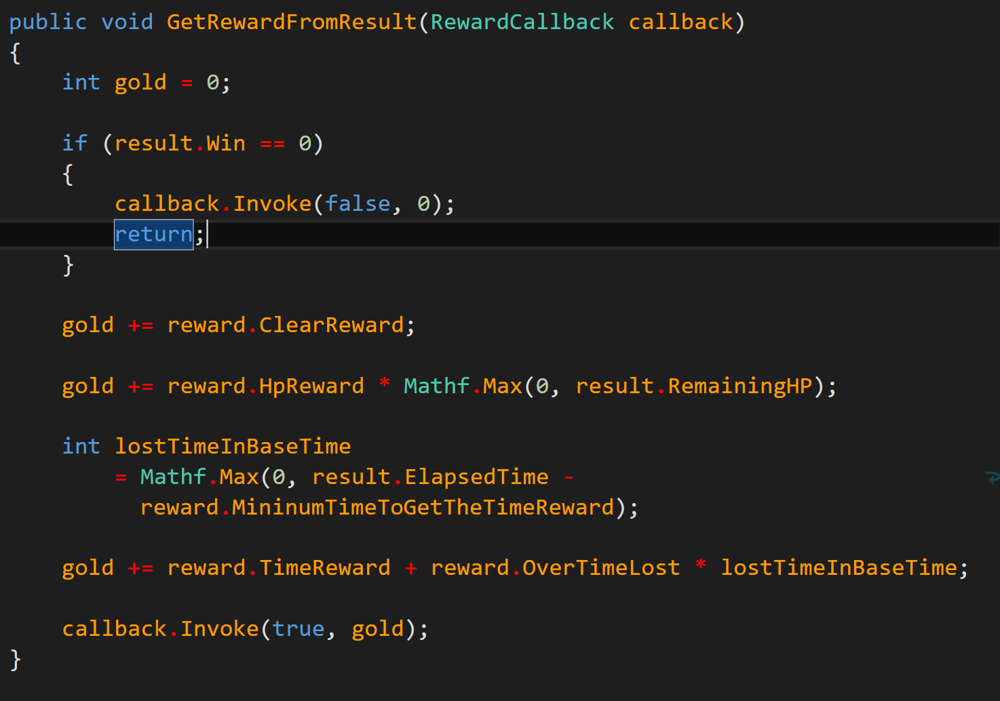 public void GetRewardFromResult(RewardCallback callback)
{
    int gold = 0;

    if (result.Win == 0)
    {
        callback.Invoke(false, 0);
        return;
    }

    gold += reward.ClearReward;

    gold += reward.HpReward * Mathf.Max(0, result.RemainingHP);

    int lostTimeInBaseTime
        = Mathf.Max(0, result.ElapsedTime -
          reward.MininumTimeToGetTheTimeReward);

    gold += reward.TimeReward + reward.OverTimeLost * lostTimeInBaseTime;

    callback.Invoke(true, gold);
}